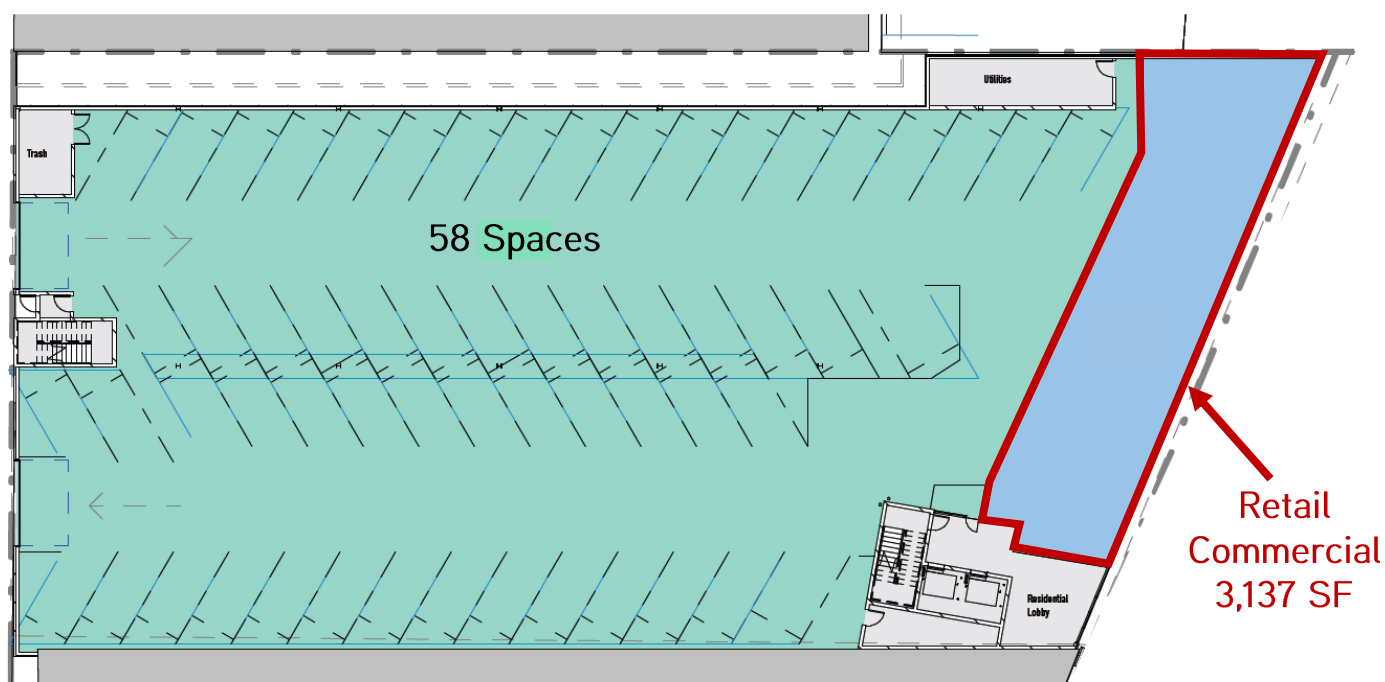 Utilities
Trash
58 Spaces
Retail
Commercial
3,137 SF
Residential
Lobby